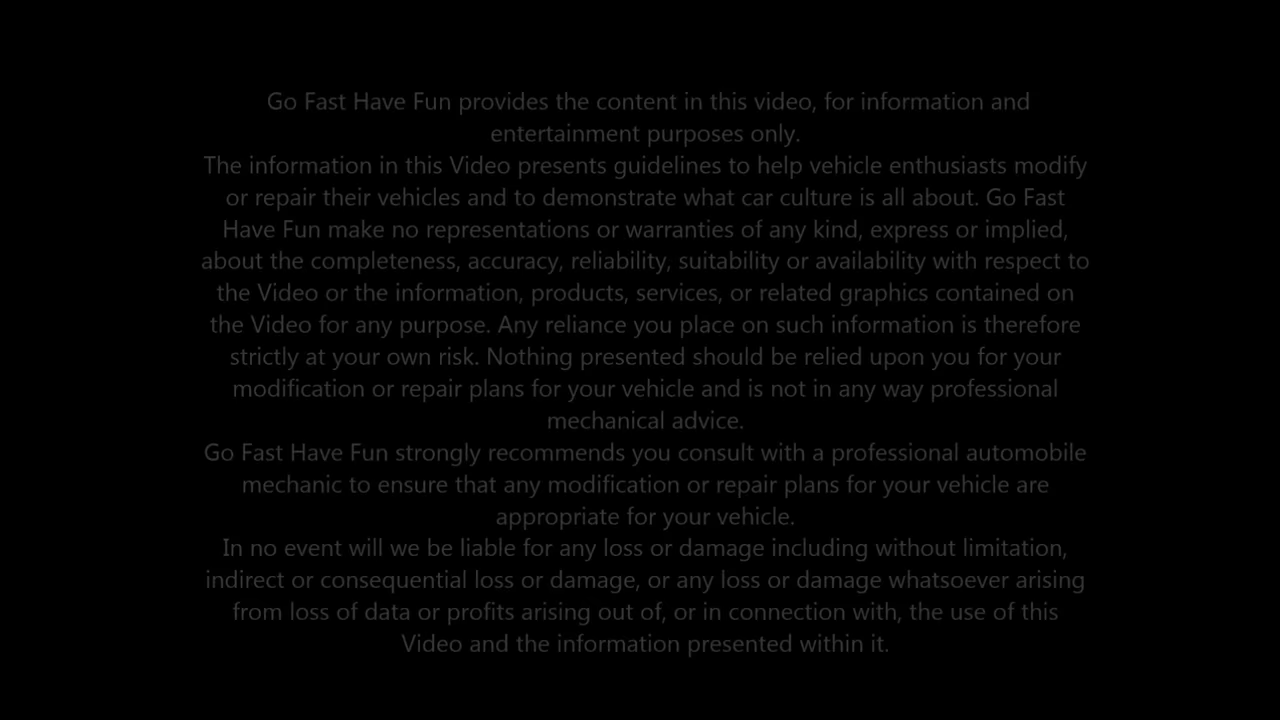 Go Fast Have Fun provides the content in this video, for information and
entertainment purposes only.
The information in this Video presents guidelines to help vehicle enthusiasts modify
or repair their vehicles and to demonstrate what car culture is all about. Go Fast
Have Fun make no representations or warranties of any kind, express or implied,
about the completeness, accuracy, reliability, suitability or availability with respect to
the Video or the information, products, services, or related graphics contained on
the Video for any purpose. Any reliance you place on such information is therefore
strictly at your own risk. Nothing presented should be relied upon you for your
modification or repair plans for your vehicle and is not in any way professional
mechanical advice.
Go Fast Have Fun strongly recommends you consult with a professional automobile
mechanic to ensure that any modification or repair plans for your vehicle are
appropriate for your vehicle.
In no event will we be liable for any loss or damage including without limitation,
indirect or consequential loss or damage, or any loss or damage whatsoever arising
from loss of data or profits arising out of, or in connection with, the use of this
Video and the information presented within it.